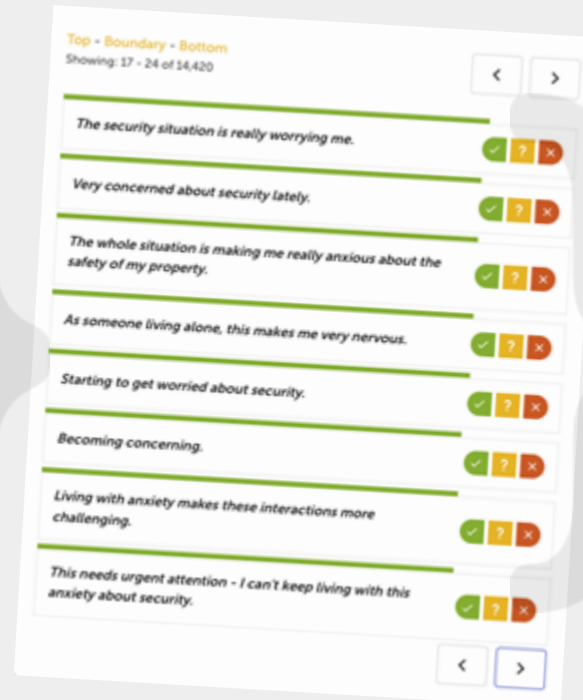 Top - Boundary - Bottom
Showing: 17 - 24 of 14,420
The security situation is really worrying me.
Very concerned about security lately.
The whole situation is making me really anxious about the
safety of my property.
As someone living alone, this makes me very nervous.
Starting to get worried about security.
Becoming concerning.
Living with anxiety makes these interactions more
challenging.
This needs urgent attention - I can't keep living with this
anxiety about security.